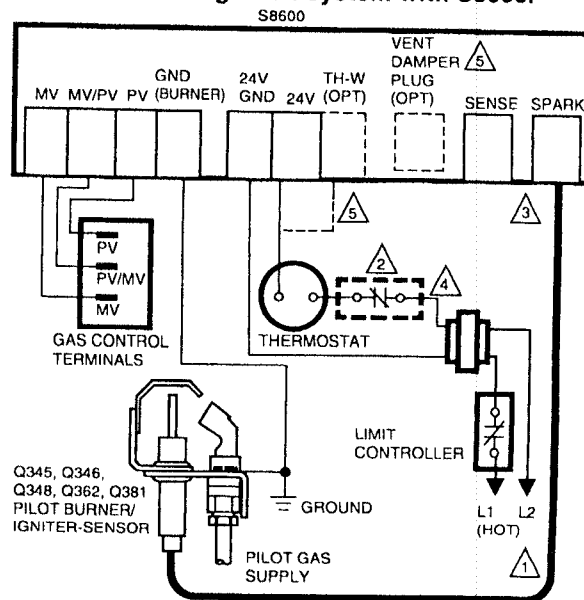 S8600
MV MV/PV PV
GND
(BURNER)
24V
GND
24V
TH-W
(OPT)
VENT
DAMPER
PLUG
(OPT)
5
SENSE
SPARK
3
5
2
4
PV
PV/MV
MV
GAS CONTROL
TERMINALS
THERMOSTAT
LIMIT
CONTROLLER
Q345, Q346,
Q348, Q362, Q381
PILOT BURNER/
IGNITER-SENSOR
GROUND
PILOT GAS
SUPPLY
L1
(HOT)
L2
1